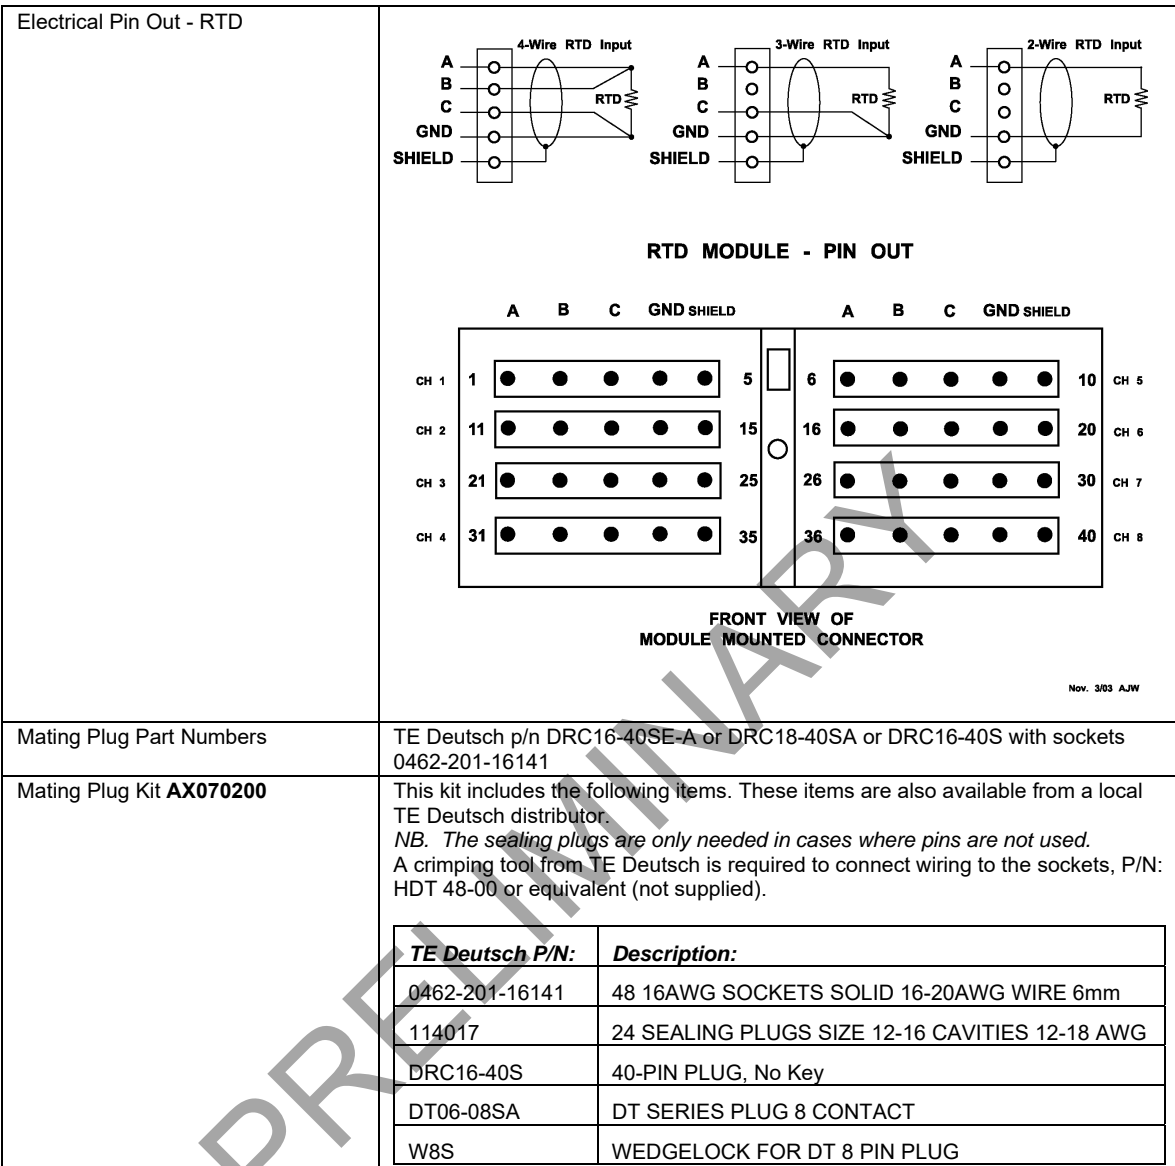 Electrical Pin Out - RTD
4-Wire RTD Input
A
B
C
GND
SHIELD
RTD
3-Wire RTD Input
A
B
C
GND
SHIELD
RTD
2-Wire RTD Input
A
B
C
GND
SHIELD
RTD
RTD MODULE - PIN OUT
A B C GND SHIELD A B C GND SHIELD
CH 1 1 5 6 10 CH 5
CH 2 11 15 16 20 CH 6
CH 3 21 25 26 30 CH 7
CH 4 31 35 36 40 CH 8
FRONT VIEW OF
MODULE MOUNTED CONNECTOR
Nov. 3/03 AJW
Mating Plug Part Numbers
TE Deutsch p/n DRC16-40SE-A or DRC18-40SA or DRC16-40S with sockets
0462-201-16141
Mating Plug Kit AX070200
This kit includes the following items. These items are also available from a local
TE Deutsch distributor.
NB. The sealing plugs are only needed in cases where pins are not used.
A crimping tool from TE Deutsch is required to connect wiring to the sockets, P/N:
HDT 48-00 or equivalent (not supplied).
TE Deutsch P/N: Description:
0462-201-16141 48 16AWG SOCKETS SOLID 16-20AWG WIRE 6mm
114017 24 SEALING PLUGS SIZE 12-16 CAVITIES 12-18 AWG
DRC16-40S 40-PIN PLUG, No Key
DT06-08SA DT SERIES PLUG 8 CONTACT
W8S WEDGELOCK FOR DT 8 PIN PLUG
PRELIMINARY